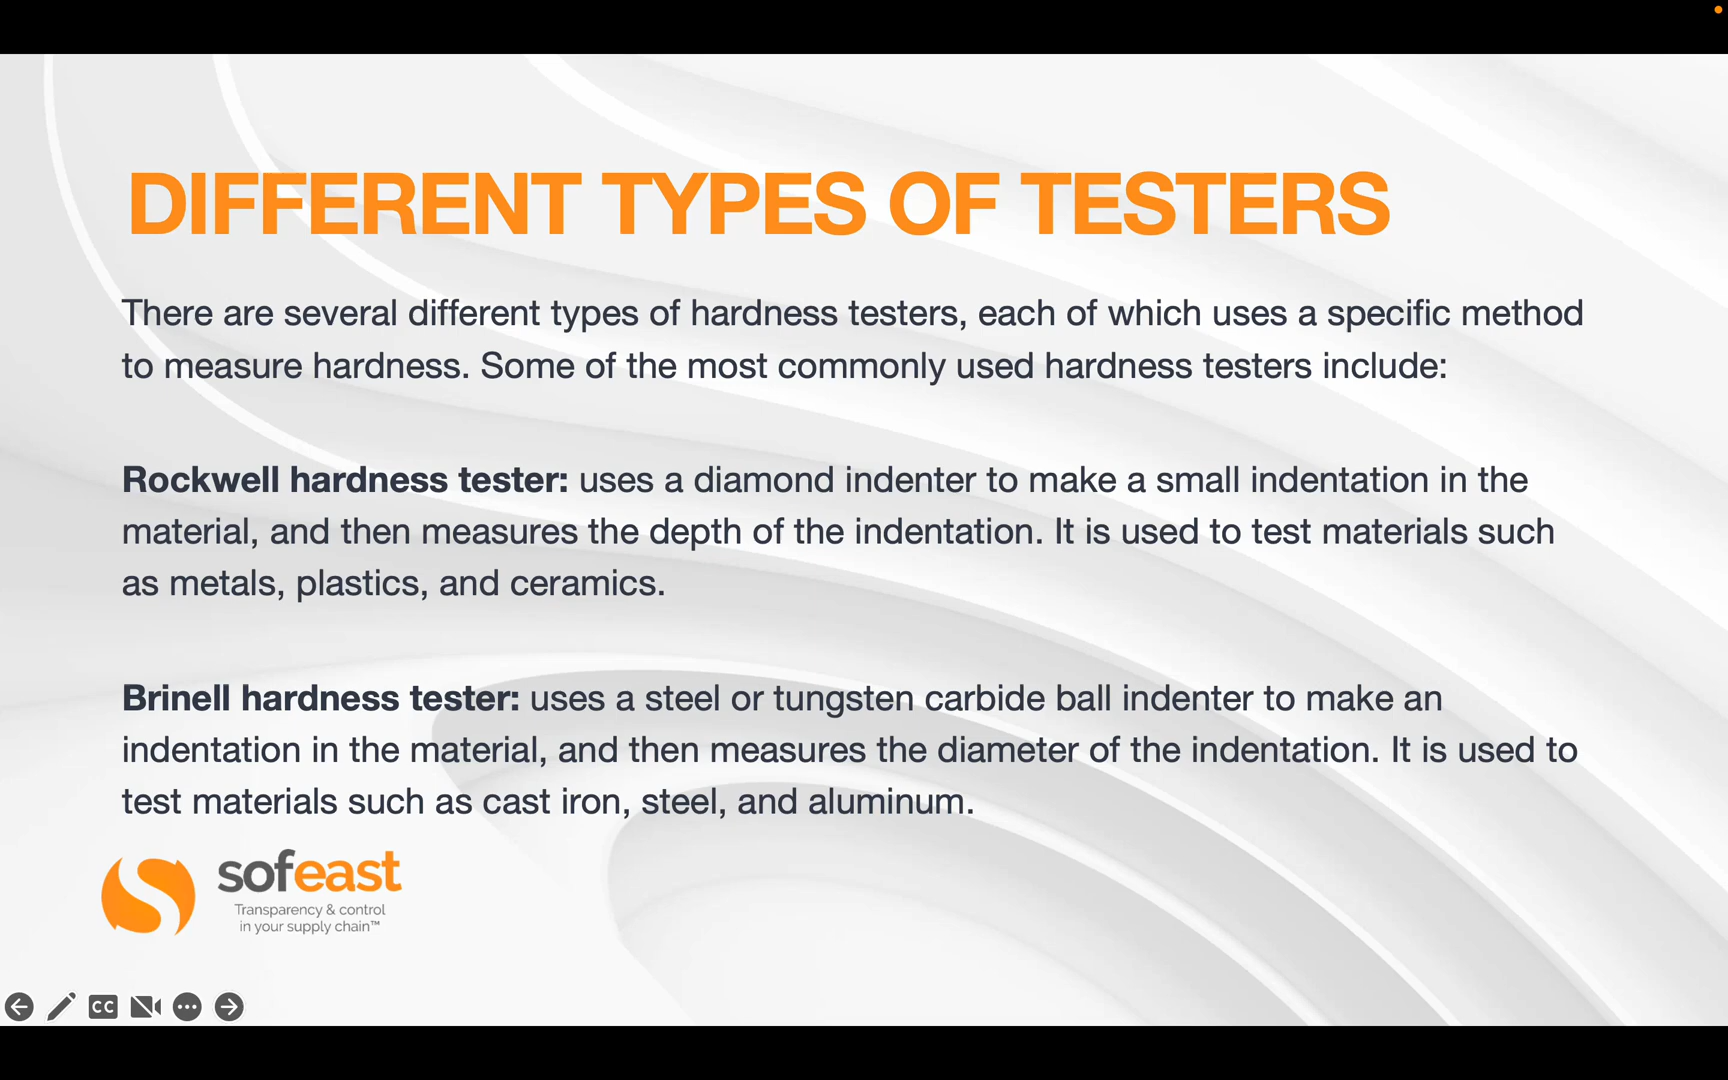 DIFFERENT TYPES OF TESTERS
There are several different types of hardness testers, each of which uses a specific method
to measure hardness. Some of the most commonly used hardness testers include:
Rockwell hardness tester: uses a diamond indenter to make a small indentation in the
material, and then measures the depth of the indentation. It is used to test materials such
as metals, plastics, and ceramics.
Brinell hardness tester: uses a steel or tungsten carbide ball indenter to make an
indentation in the material, and then measures the diameter of the indentation. It is used to
test materials such as cast iron, steel, and aluminum.
sofeast
Transparency & control
in your supply chain™
CC